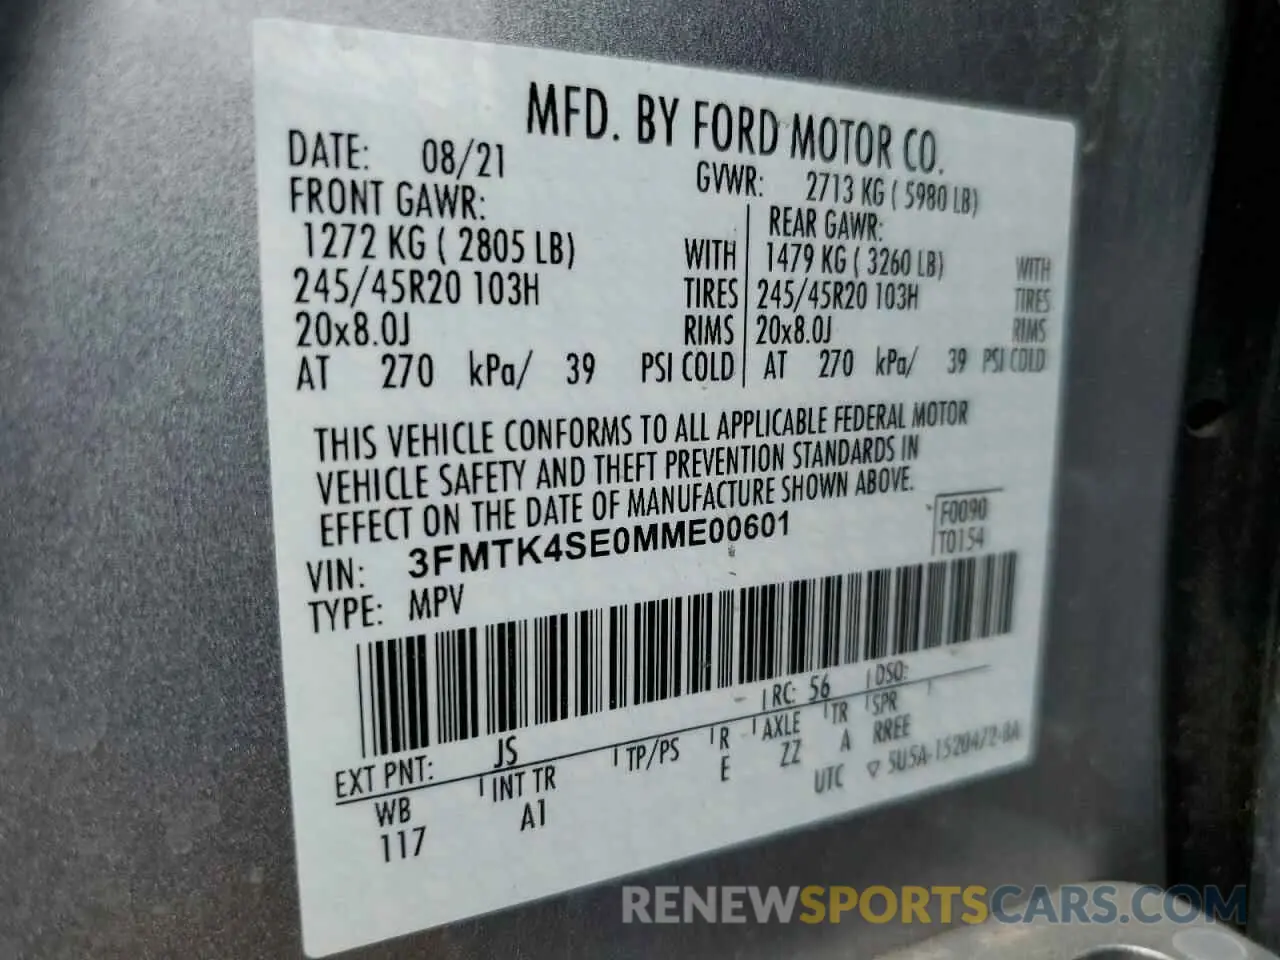 MFD. BY FORD MOTOR CO.
DATE: 08/21
GVWR: 2713 KG ( 5980 LB)
FRONT GAWR:
1272 KG ( 2805 LB) WITH
245/45R20 103H TIRES
20x8.0J RIMS
AT 270 kPa/ 39 PSI COLD
REAR GAWR:
1479 KG ( 3260 LB) WITH
245/45R20 103H TIRES
20x8.0J RIMS
AT 270 kPa/ 39 PSI COLD
THIS VEHICLE CONFORMS TO ALL APPLICABLE FEDERAL MOTOR
VEHICLE SAFETY AND THEFT PREVENTION STANDARDS IN
EFFECT ON THE DATE OF MANUFACTURE SHOWN ABOVE.
F0090
T0154
VIN: 3FMTK4SE0MME00601
TYPE: MPV
EXT PNT: JS RC: 56 DSO:
WB INT TR TP/PS R AXLE TR SPR
117 A1 E ZZ A RREE
UTC 5U5A-1520472-BA
RENEWSPORTSCARS.COM